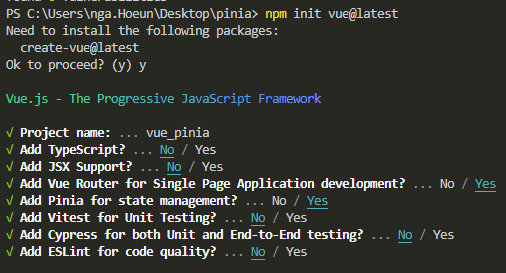 PS C:\Users\nga.Hoeun\Desktop\pinia> npm init vue@latest
Need to install the following packages:
  create-vue@latest
Ok to proceed? (y) y
Vue.js - The Progressive JavaScript Framework
√ Project name: ... vue_pinia
√ Add TypeScript? ... No / Yes
√ Add JSX Support? ... No / Yes
√ Add Vue Router for Single Page Application development? ... No / Yes
√ Add Pinia for state management? ... No / Yes
√ Add Vitest for Unit Testing? ... No / Yes
√ Add Cypress for both Unit and End-to-End testing? ... No / Yes
√ Add ESLint for code quality? ... No / Yes